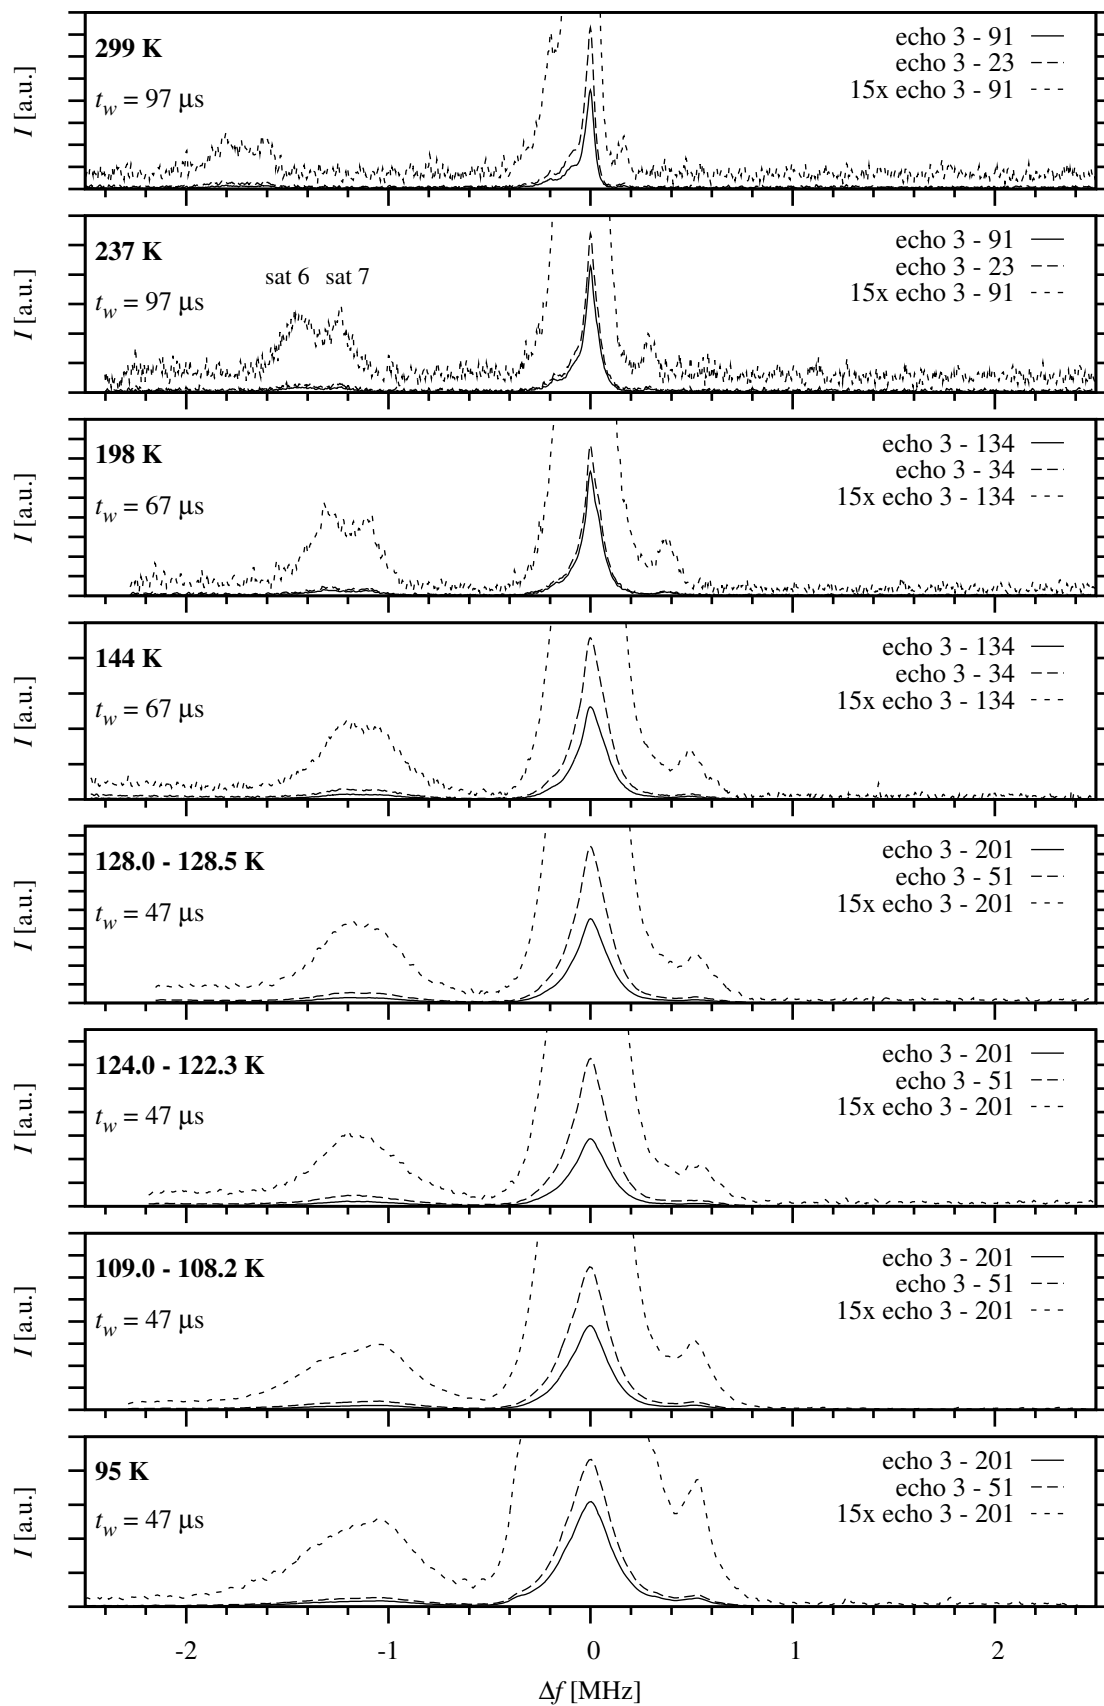 299 K
t_w = 97 μs
I [a.u.]
echo 3 - 91
echo 3 - 23
15x echo 3 - 91
237 K
sat 6 sat 7
t_w = 97 μs
I [a.u.]
echo 3 - 91
echo 3 - 23
15x echo 3 - 91
198 K
t_w = 67 μs
I [a.u.]
echo 3 - 134
echo 3 - 34
15x echo 3 - 134
144 K
t_w = 67 μs
I [a.u.]
echo 3 - 134
echo 3 - 34
15x echo 3 - 134
128.0 - 128.5 K
t_w = 47 μs
I [a.u.]
echo 3 - 201
echo 3 - 51
15x echo 3 - 201
124.0 - 122.3 K
t_w = 47 μs
I [a.u.]
echo 3 - 201
echo 3 - 51
15x echo 3 - 201
109.0 - 108.2 K
t_w = 47 μs
I [a.u.]
echo 3 - 201
echo 3 - 51
15x echo 3 - 201
95 K
t_w = 47 μs
I [a.u.]
echo 3 - 201
echo 3 - 51
15x echo 3 - 201
-2 -1 0 1 2
Δf [MHz]